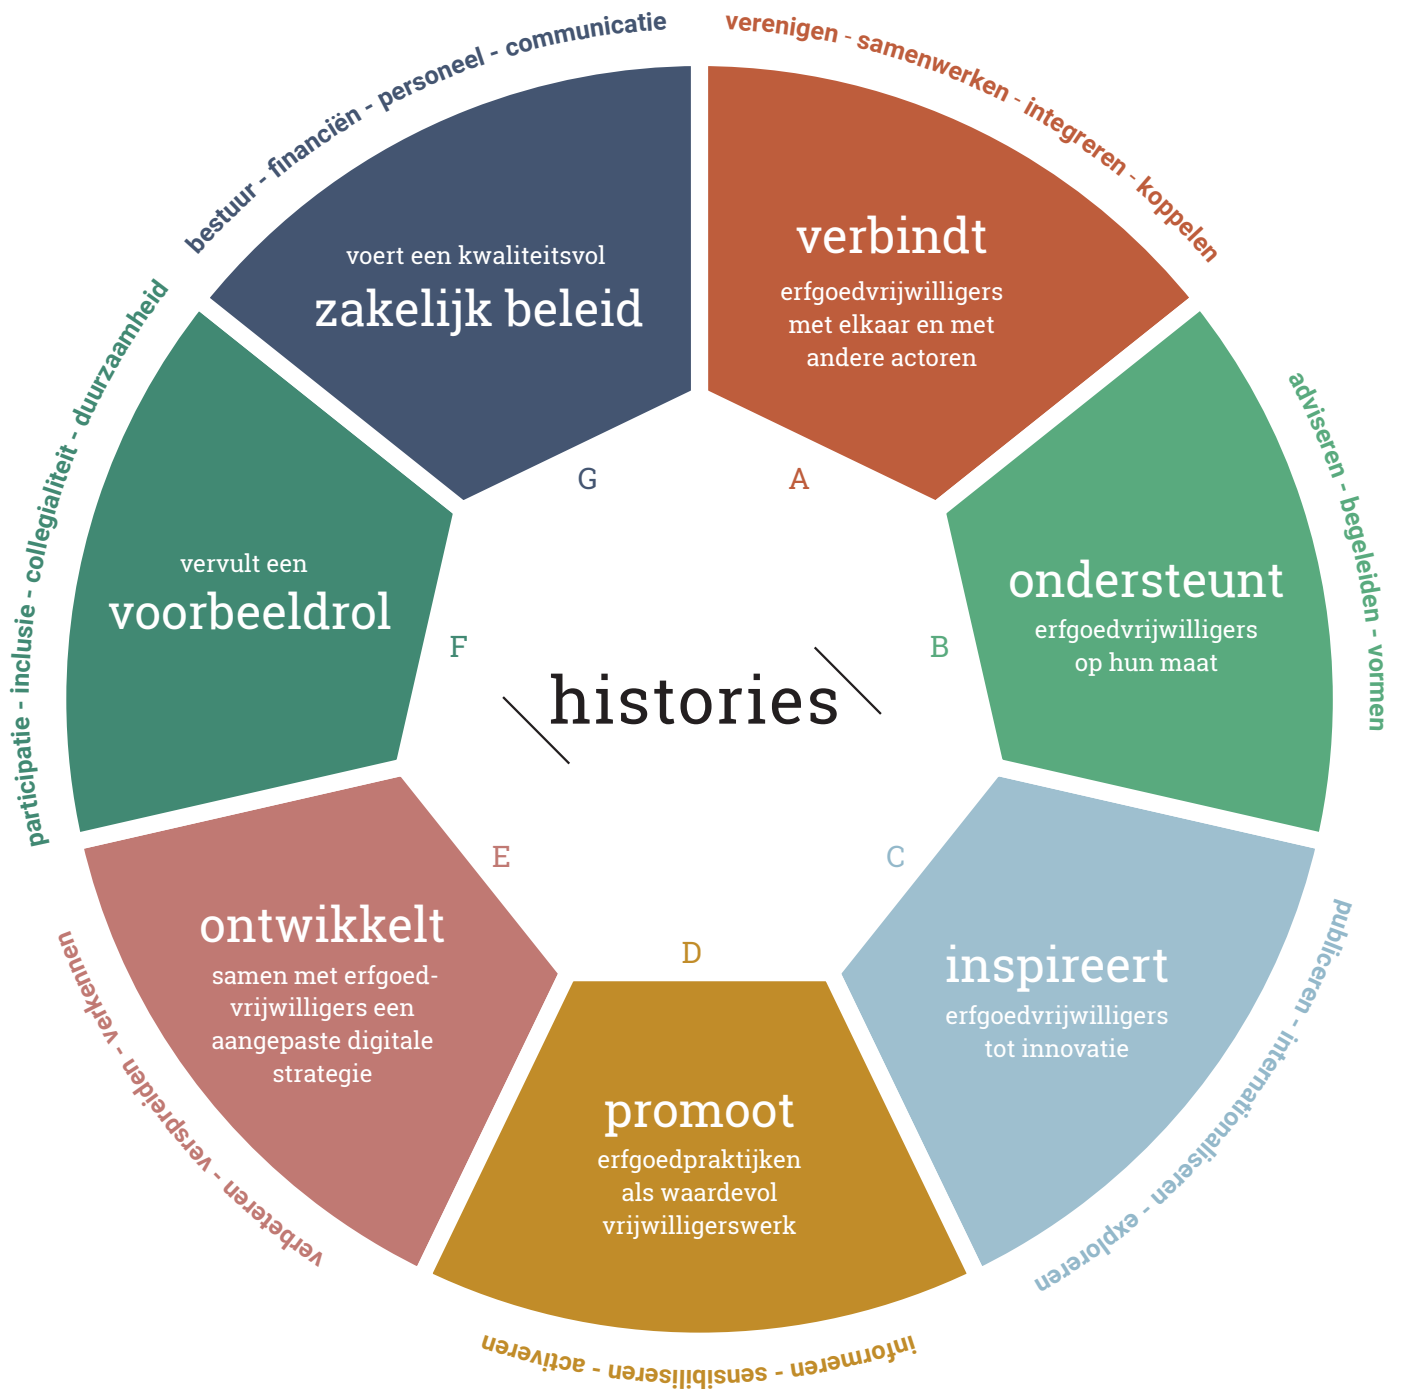 verenigen - samenwerken - integreren - koppelen
verbindt
erfgoedvrijwilligers
met elkaar en met
andere actoren
A
adviseren - begeleiden - vormen
ondersteunt
erfgoedvrijwilligers
op hun maat
B
publiceren - internationaliseren - exploreren
inspireert
erfgoedvrijwilligers
tot innovatie
C
informeren - sensibiliseren - activeren
promoot
erfgoedpraktijken
als waardevol
vrijwilligerswerk
D
verbeteren - verspreiden - verkennen
ontwikkelt
samen met erfgoed-
vrijwilligers een
aangepaste digitale
strategie
E
participatie - inclusie - collegialiteit - duurzaamheid
vervult een
voorbeeldrol
F
bestuur - financiën - personeel - communicatie
voert een kwaliteitsvol
zakelijk beleid
G
histories